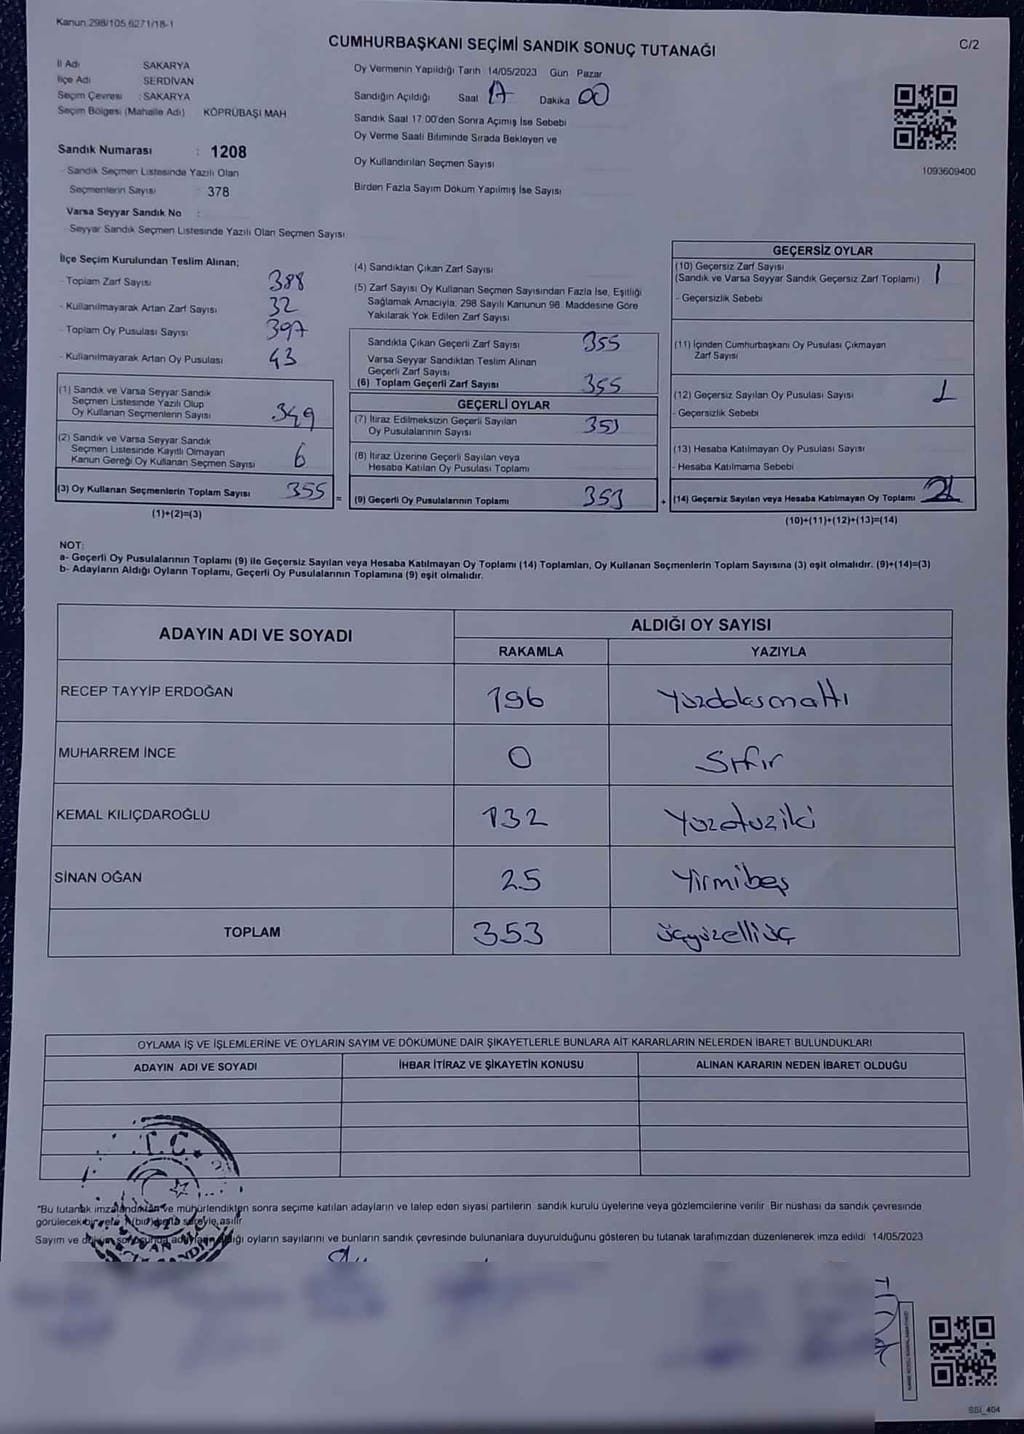 Kanun 298/105 6271/18-1
CUMHURBAŞKANI SEÇİMİ SANDIK SONUÇ TUTANAĞI
C/2
İl Adı SAKARYA
İlçe Adı SERDİVAN
Seçim Çevresi : SAKARYA
Seçim Bölgesi (Mahalle Adı) KÖPRÜBAŞI MAH
Sandık Numarası : 1208
Sandık Seçmen Listesinde Yazılı Olan
Seçmenlerin Sayısı : 378
Varsa Seyyar Sandık No :
Seyyar Sandık Seçmen Listesinde Yazılı Olan Seçmen Sayısı
Oy Vermenin Yapıldığı Tarih 14/05/2023 Gün Pazar
Sandığın Açıldığı Saat 17 Dakika 00
Sandık Saat 17 00'den Sonra Açımış İse Sebebi
Oy Verme Saati Bitiminde Sırada Bekleyen ve
Oy Kullandırılan Seçmen Sayısı
Birden Fazla Sayım Döküm Yapılmış İse Sayısı
1093609400
İlçe Seçim Kurulundan Teslim Alınan;
- Toplam Zarf Sayısı 388
- Kullanılmayarak Artan Zarf Sayısı 32
- Toplam Oy Pusulası Sayısı 397
- Kullanılmayarak Artan Oy Pusulası 43
(1) Sandık ve Varsa Seyyar Sandık
Seçmen Listesinde Yazılı Olup
Oy Kullanan Seçmenlerin Sayısı 349
(2) Sandık ve Varsa Seyyar Sandık
Seçmen Listesinde Kayıtlı Olmayan
Kanun Gereği Oy Kullanan Seçmen Sayısı 6
(3) Oy Kullanan Seçmenlerin Toplam Sayısı 355 =
(1)+(2)=(3)
(4) Sandıktan Çıkan Zarf Sayısı
(5) Zarf Sayısı Oy Kullanan Seçmen Sayısından Fazla İse, Eşitliği
Sağlamak Amacıyla, 298 Sayılı Kanunun 98. Maddesine Göre
Yakılarak Yok Edilen Zarf Sayısı
Sandıkta Çıkan Geçerli Zarf Sayısı 355
Varsa Seyyar Sandıktan Teslim Alınan
Geçerli Zarf Sayısı
(6) Toplam Geçerli Zarf Sayısı 355
GEÇERLİ OYLAR
(7) İtiraz Edilmeksizin Geçerli Sayılan
Oy Pusulalarının Sayısı 353
(8) İtiraz Üzerine Geçerli Sayılan veya
Hesaba Katılan Oy Pusulası Toplamı
(9) Geçerli Oy Pusulalarının Toplamı 353 +
GEÇERSİZ OYLAR
(10) Geçersiz Zarf Sayısı
(Sandık ve Varsa Seyyar Sandık Geçersiz Zarf Toplamı) 1
- Geçersizlik Sebebi
(11) İçinden Cumhurbaşkanı Oy Pusulası Çıkmayan
Zarf Sayısı
(12) Geçersiz Sayılan Oy Pusulası Sayısı 1
- Geçersizlik Sebebi
(13) Hesaba Katılmayan Oy Pusulası Sayısı
- Hesaba Katılmama Sebebi
(14) Geçersiz Sayılan veya Hesaba Katılmayan Oy Toplamı 2
(10)+(11)+(12)+(13)=(14)
NOT:
a- Geçerli Oy Pusulalarının Toplamı (9) ile Geçersiz Sayılan veya Hesaba Katılmayan Oy Toplamı (14) Toplamları, Oy Kullanan Seçmenlerin Toplam Sayısına (3) eşit olmalıdır. (9)+(14)=(3)
b- Adayların Aldığı Oyların Toplamı, Geçerli Oy Pusulalarının Toplamına (9) eşit olmalıdır.
ADAYIN ADI VE SOYADI
ALDIĞI OY SAYISI
RAKAMLA YAZIYLA
RECEP TAYYİP ERDOĞAN 196 Yüzdoksanaltı
MUHARREM İNCE 0 Sıfır
KEMAL KILIÇDAROĞLU 132 Yüzotuziki
SİNAN OĞAN 25 Yirmibeş
TOPLAM 353 üçyüzelliüç
OYLAMA İŞ VE İŞLEMLERİNE VE OYLARIN SAYIM VE DÖKÜMÜNE DAİR ŞİKAYETLERLE BUNLARA AİT KARARLARIN NELERDEN İBARET BULUNDUKLARI
ADAYIN ADI VE SOYADI İHBAR İTİRAZ VE ŞİKAYETİN KONUSU ALINAN KARARIN NEDEN İBARET OLDUĞU
T.C.
"Bu tutanak imzalandıktan ve mühürlendikten sonra seçime katılan adayların ve talep eden siyasi partilerin sandık kurulu üyelerine veya gözlemcilerine verilir. Bir nüshası da sandık çevresinde
görülecek bir yere süreyle asılır
Sayım ve oyların sayılarını ve bunların sandık çevresinde bulunanlara duyurulduğunu gösteren bu tutanak tarafımızdan düzenlenerek imza edildi 14/05/2023
SBI_404